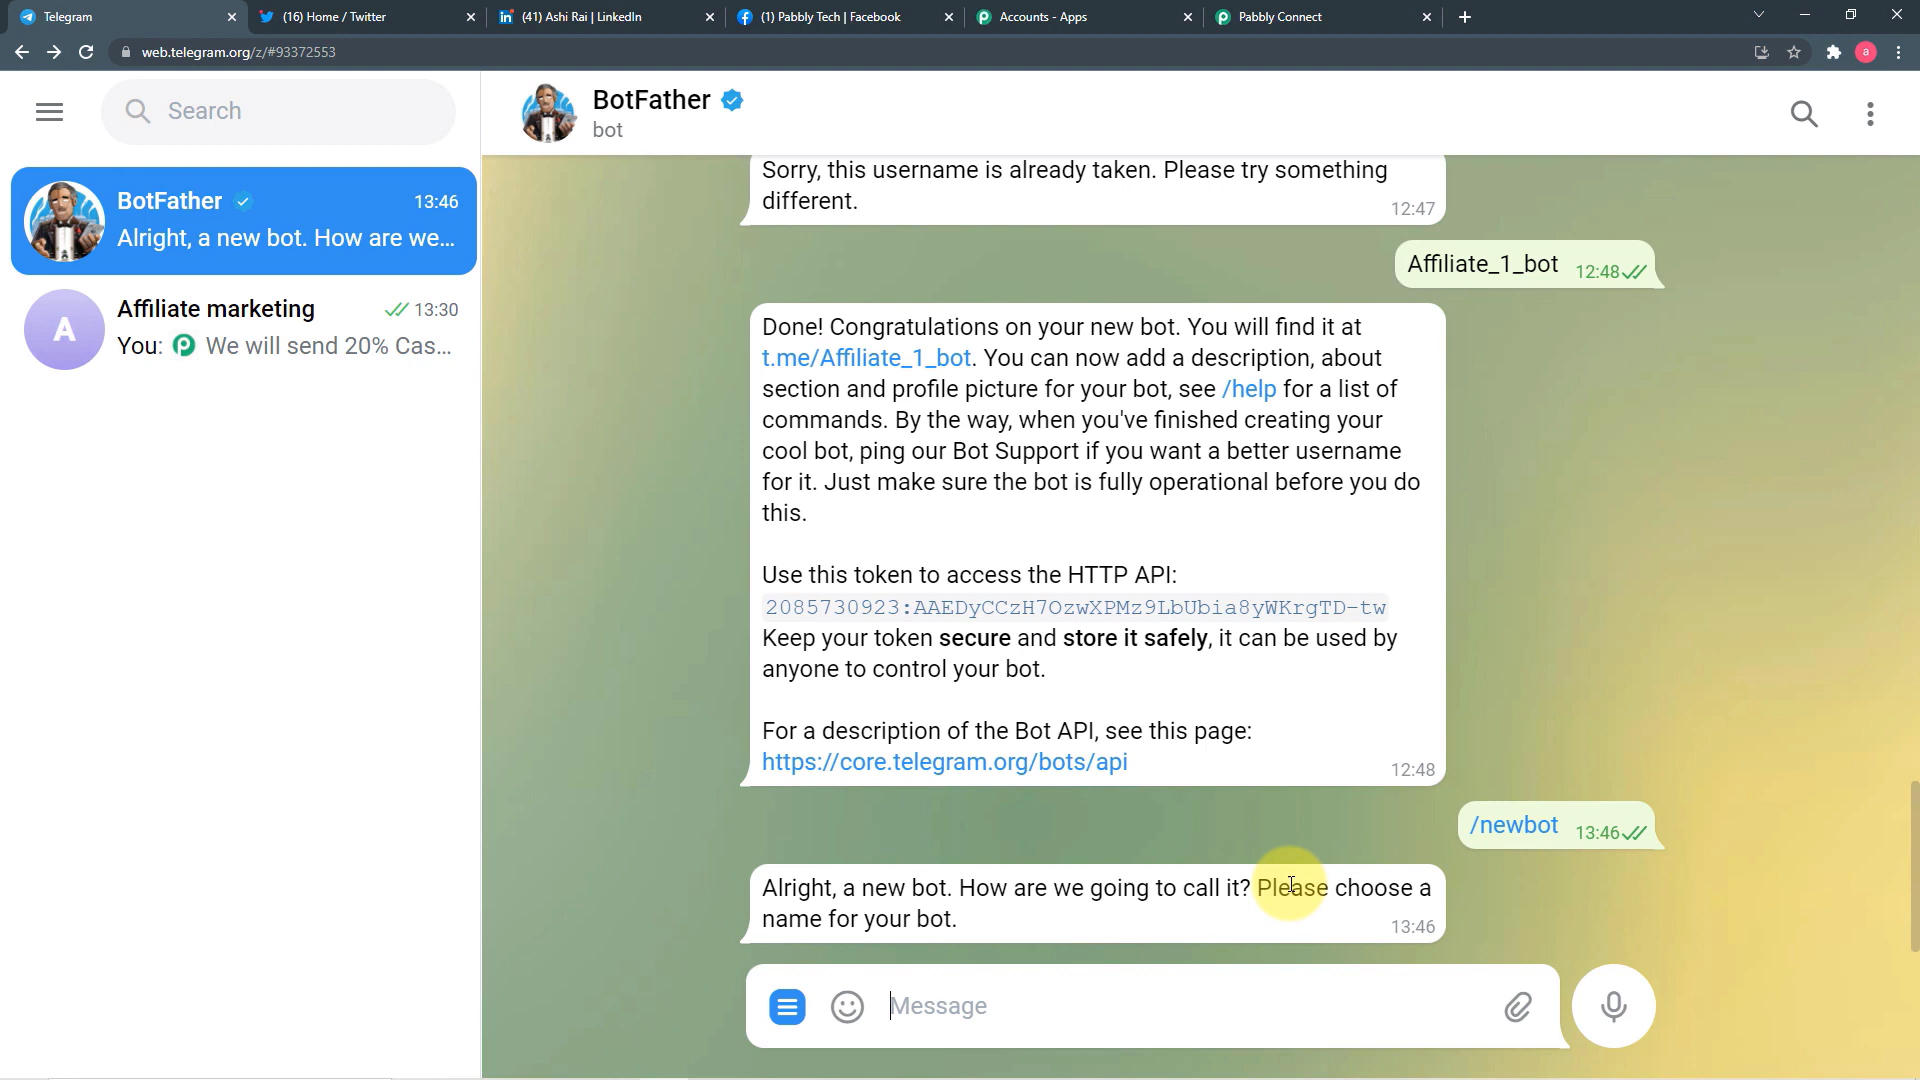 Telegram
(16) Home / Twitter
(41) Ashi Rai | LinkedIn
(1) Pabbly Tech | Facebook
Accounts - Apps
Pabbly Connect
web.telegram.org/z/#93372553
a
Search
BotFather
13:46
Alright, a new bot. How are we...
A
Affiliate marketing
13:30
You: We will send 20% Cas...
BotFather
bot
Sorry, this username is already taken. Please try something
different.
12:47
Affiliate_1_bot 12:48
Done! Congratulations on your new bot. You will find it at
t.me/Affiliate_1_bot. You can now add a description, about
section and profile picture for your bot, see /help for a list of
commands. By the way, when you've finished creating your
cool bot, ping our Bot Support if you want a better username
for it. Just make sure the bot is fully operational before you do
this.
Use this token to access the HTTP API:
2085730923:AAEDyCCzH7OzwXPMz9LbUbia8yWKrgTD-tw
Keep your token secure and store it safely, it can be used by
anyone to control your bot.
For a description of the Bot API, see this page:
https://core.telegram.org/bots/api
12:48
/newbot 13:46
Alright, a new bot. How are we going to call it? Please choose a
name for your bot.
13:46
Message